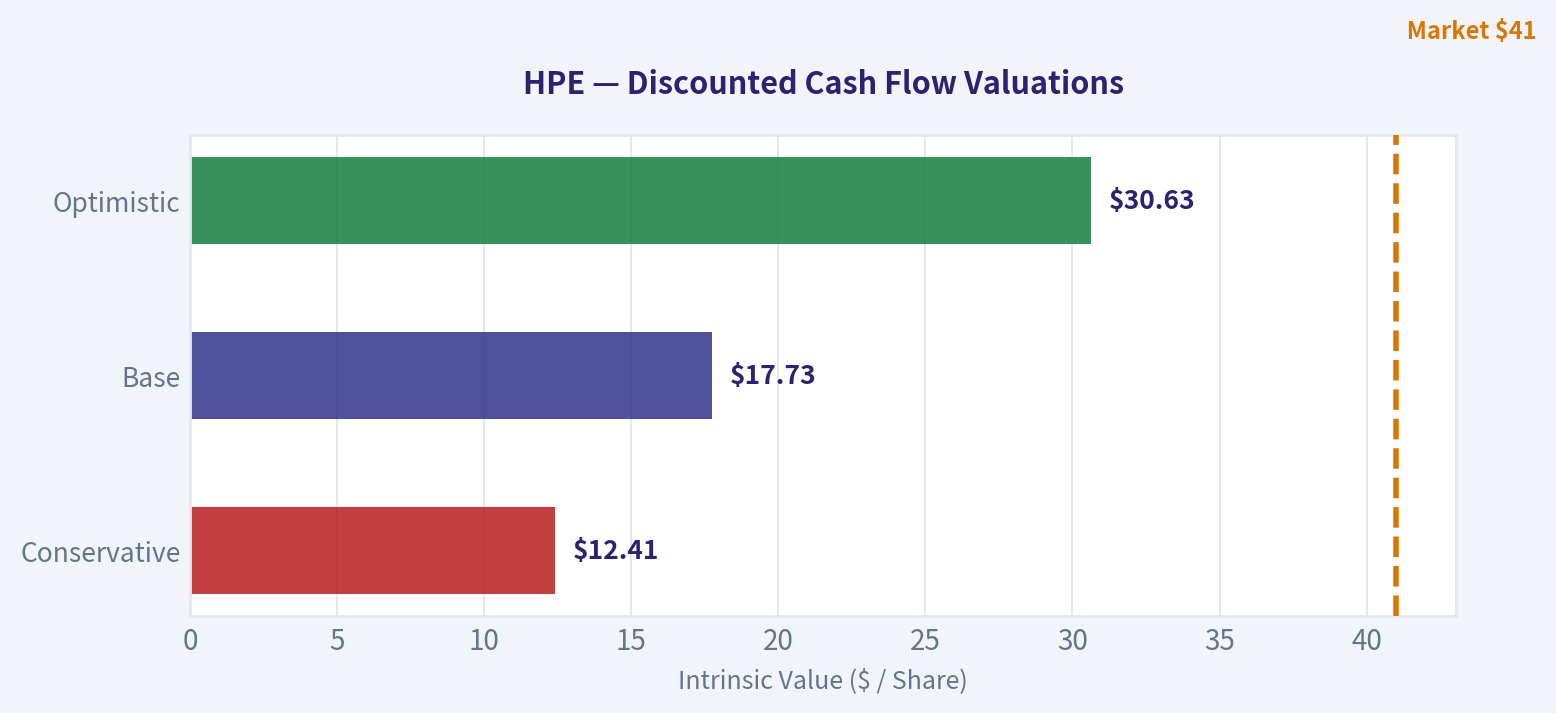 Market $41
HPE — Discounted Cash Flow Valuations
Optimistic
$30.63
Base
$17.73
Conservative
$12.41
0 5 10 15 20 25 30 35 40
Intrinsic Value ($ / Share)